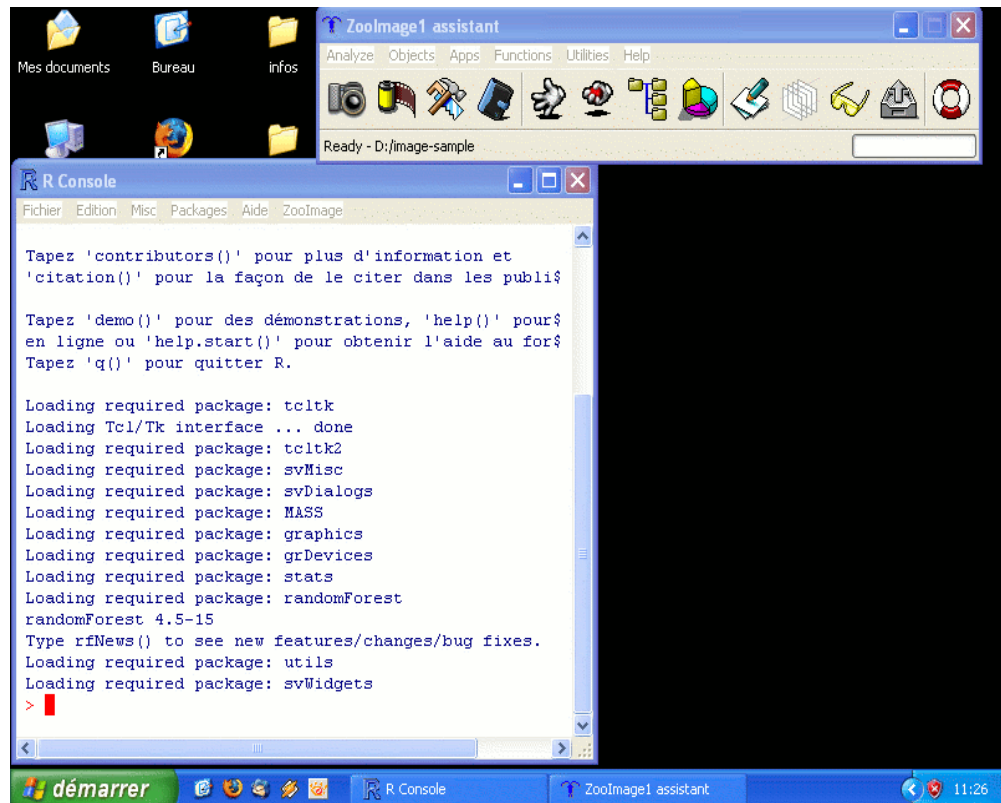 Mes documents
Bureau
infos
ZooImage1 assistant
Analyze Objects Apps Functions Utilities Help
Ready - D:/image-sample
R Console
Fichier Edition Misc Packages Aide ZooImage
Tapez 'contributors()' pour plus d'information et
'citation()' pour la façon de le citer dans les publi$
Tapez 'demo()' pour des démonstrations, 'help()' pour$
en ligne ou 'help.start()' pour obtenir l'aide au for$
Tapez 'q()' pour quitter R.
Loading required package: tcltk
Loading Tcl/Tk interface ... done
Loading required package: tcltk2
Loading required package: svMisc
Loading required package: svDialogs
Loading required package: MASS
Loading required package: graphics
Loading required package: grDevices
Loading required package: stats
Loading required package: randomForest
randomForest 4.5-15
Type rfNews() to see new features/changes/bug fixes.
Loading required package: utils
Loading required package: svWidgets
>
démarrer
R Console
ZooImage1 assistant
11:26